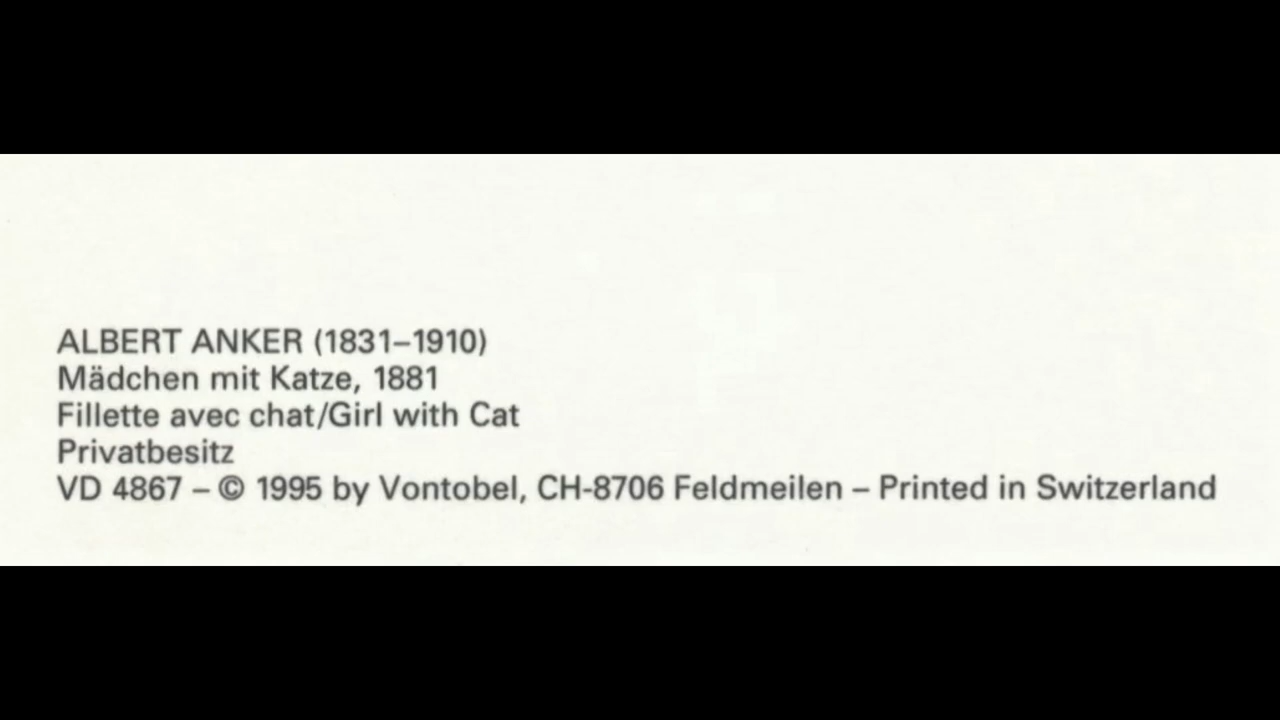 ALBERT ANKER (1831–1910)
Mädchen mit Katze, 1881
Fillette avec chat/Girl with Cat
Privatbesitz
VD 4867 – © 1995 by Vontobel, CH-8706 Feldmeilen – Printed in Switzerland